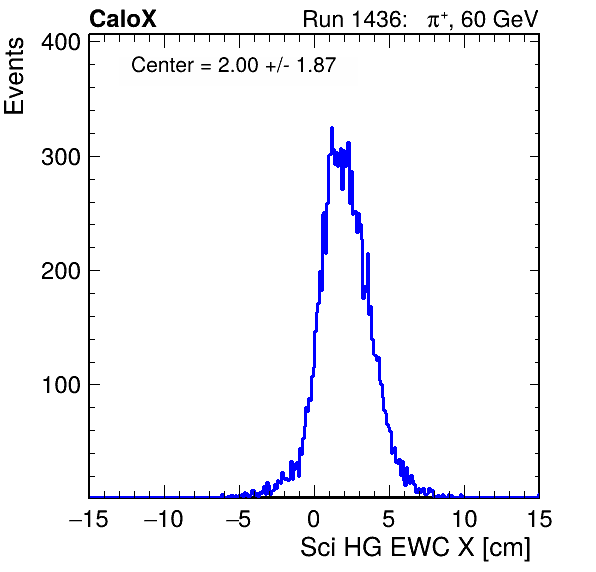 CaloX Run 1436: π⁺, 60 GeV
Center = 2.00 +/- 1.87
Events
400
300
200
100
−15 −10 −5 0 5 10 15
Sci HG EWC X [cm]